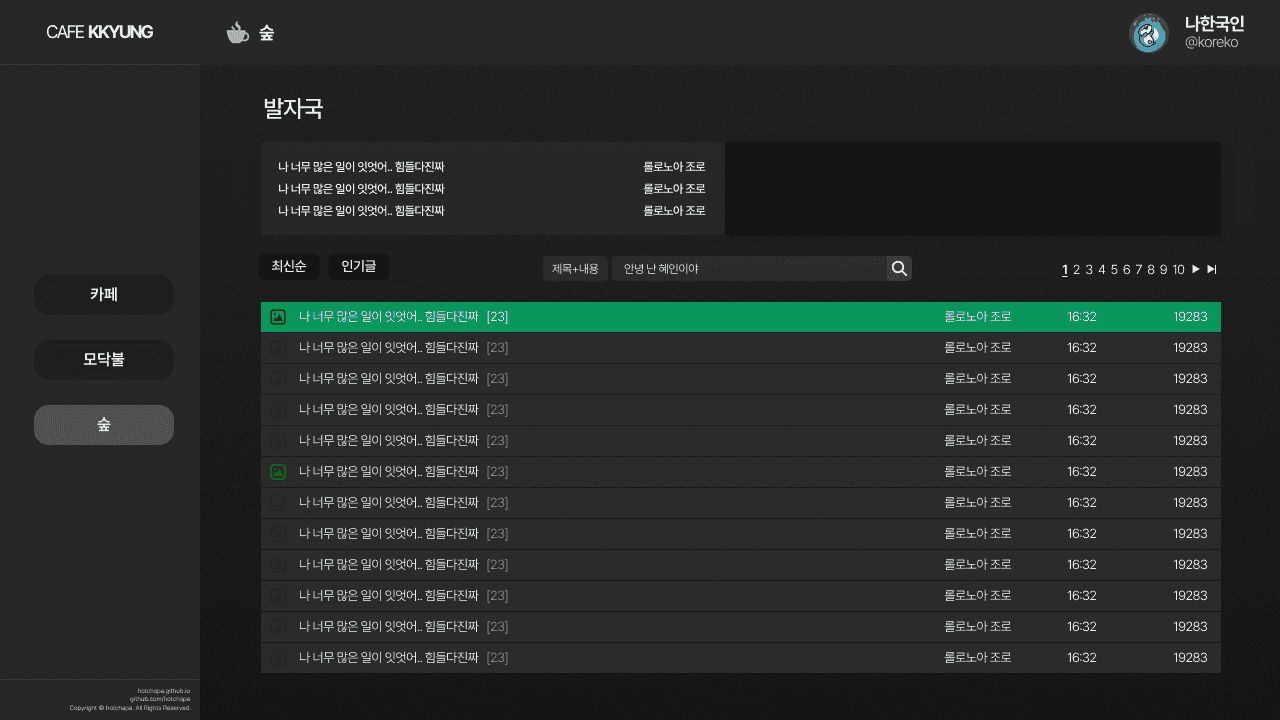 CAFE KKYUNG
숲
나한국인
@koreko
발자국
나 너무 많은 일이 잇엇어.. 힘들다진짜 롤로노아 조로
나 너무 많은 일이 잇엇어.. 힘들다진짜 롤로노아 조로
나 너무 많은 일이 잇엇어.. 힘들다진짜 롤로노아 조로
최신순 인기글 제목+내용 안녕 난 혜인이야 1 2 3 4 5 6 7 8 9 10
카페
모닥불
숲
나 너무 많은 일이 잇엇어.. 힘들다진짜 [23] 롤로노아 조로 16:32 19283
나 너무 많은 일이 잇엇어.. 힘들다진짜 [23] 롤로노아 조로 16:32 19283
나 너무 많은 일이 잇엇어.. 힘들다진짜 [23] 롤로노아 조로 16:32 19283
나 너무 많은 일이 잇엇어.. 힘들다진짜 [23] 롤로노아 조로 16:32 19283
나 너무 많은 일이 잇엇어.. 힘들다진짜 [23] 롤로노아 조로 16:32 19283
나 너무 많은 일이 잇엇어.. 힘들다진짜 [23] 롤로노아 조로 16:32 19283
나 너무 많은 일이 잇엇어.. 힘들다진짜 [23] 롤로노아 조로 16:32 19283
나 너무 많은 일이 잇엇어.. 힘들다진짜 [23] 롤로노아 조로 16:32 19283
나 너무 많은 일이 잇엇어.. 힘들다진짜 [23] 롤로노아 조로 16:32 19283
나 너무 많은 일이 잇엇어.. 힘들다진짜 [23] 롤로노아 조로 16:32 19283
나 너무 많은 일이 잇엇어.. 힘들다진짜 [23] 롤로노아 조로 16:32 19283
나 너무 많은 일이 잇엇어.. 힘들다진짜 [23] 롤로노아 조로 16:32 19283
hotchapa.github.io
github.com/hotchapa
Copyright © hotchapa. All Rights Reserved.